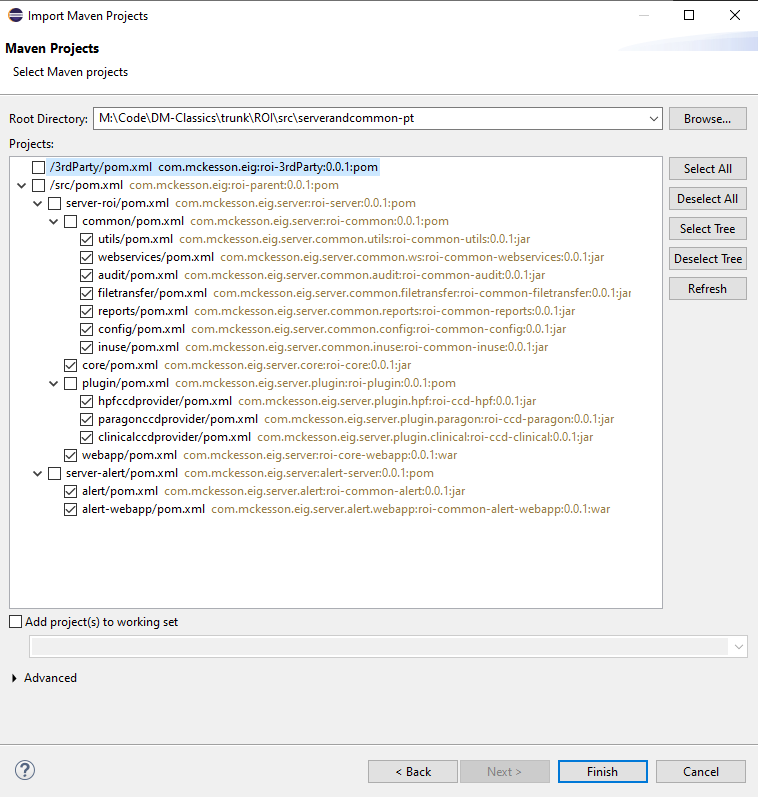 Import Maven Projects
Maven Projects
Select Maven projects
Root Directory: M:\Code\DM-Classics\trunk\ROI\src\serverandcommon-pt Browse...
Projects:
/3rdParty/pom.xml com.mckesson.eig:roi-3rdParty:0.0.1:pom Select All
/src/pom.xml com.mckesson.eig:roi-parent:0.0.1:pom
server-roi/pom.xml com.mckesson.eig.server:roi-server:0.0.1:pom Deselect All
common/pom.xml com.mckesson.eig.server:roi-common:0.0.1:pom Select Tree
utils/pom.xml com.mckesson.eig.server.common.utils:roi-common-utils:0.0.1:jar
webservices/pom.xml com.mckesson.eig.server.common.ws:roi-common-webservices:0.0.1:jar Deselect Tree
audit/pom.xml com.mckesson.eig.server.common.audit:roi-common-audit:0.0.1:jar
filetransfer/pom.xml com.mckesson.eig.server.common.filetransfer:roi-common-filetransfer:0.0.1:jar Refresh
reports/pom.xml com.mckesson.eig.server.common.reports:roi-common-reports:0.0.1:jar
config/pom.xml com.mckesson.eig.server.common.config:roi-common-config:0.0.1:jar
inuse/pom.xml com.mckesson.eig.server.common.inuse:roi-common-inuse:0.0.1:jar
core/pom.xml com.mckesson.eig.server.core:roi-core:0.0.1:jar
plugin/pom.xml com.mckesson.eig.server.plugin:roi-plugin:0.0.1:pom
hpfccdprovider/pom.xml com.mckesson.eig.server.plugin.hpf:roi-ccd-hpf:0.0.1:jar
paragonccdprovider/pom.xml com.mckesson.eig.server.plugin.paragon:roi-ccd-paragon:0.0.1:jar
clinicalccdprovider/pom.xml com.mckesson.eig.server.plugin.clinical:roi-ccd-clinical:0.0.1:jar
webapp/pom.xml com.mckesson.eig.server:roi-core-webapp:0.0.1:war
server-alert/pom.xml com.mckesson.eig.server:alert-server:0.0.1:pom
alert/pom.xml com.mckesson.eig.server.alert:roi-common-alert:0.0.1:jar
alert-webapp/pom.xml com.mckesson.eig.server.alert.webapp:roi-common-alert-webapp:0.0.1:war
Add project(s) to working set
Advanced
? < Back Next > Finish Cancel